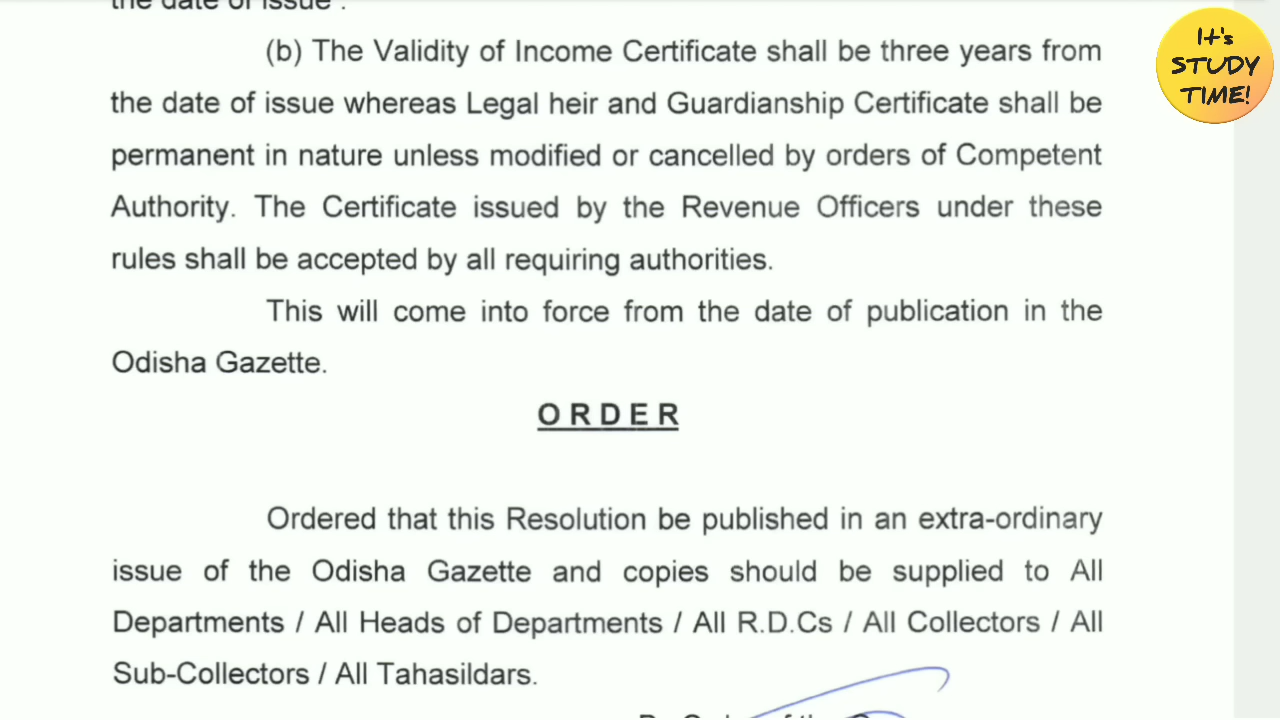 the date of issue .
(b) The Validity of Income Certificate shall be three years from
the date of issue whereas Legal heir and Guardianship Certificate shall be
permanent in nature unless modified or cancelled by orders of Competent
Authority. The Certificate issued by the Revenue Officers under these
rules shall be accepted by all requiring authorities.
This will come into force from the date of publication in the
Odisha Gazette.
ORDER
Ordered that this Resolution be published in an extra-ordinary
issue of the Odisha Gazette and copies should be supplied to All
Departments / All Heads of Departments / All R.D.Cs / All Collectors / All
Sub-Collectors / All Tahasildars.
It's
STUDY
TIME!